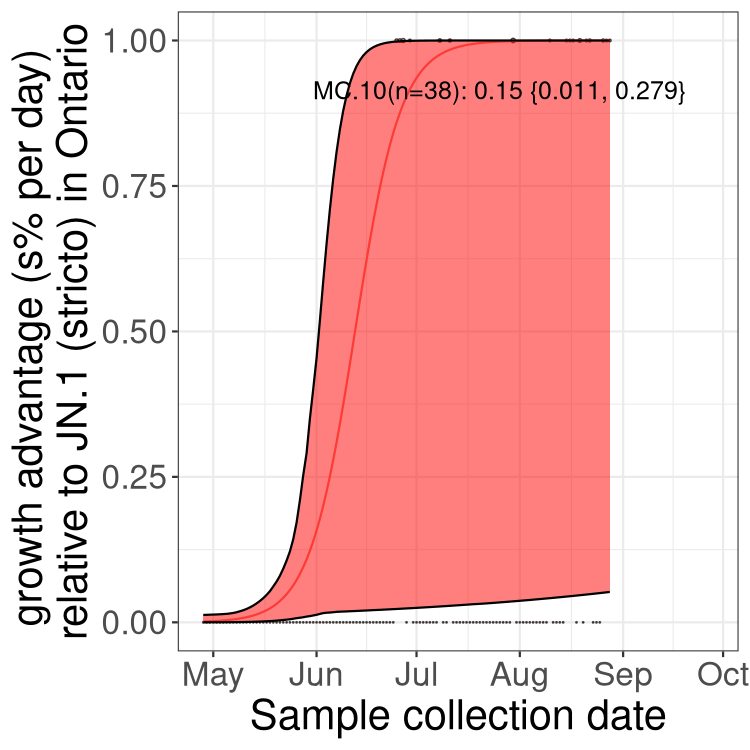 growth advantage (s% per day)
relative to JN.1 (stricto) in Ontario
1.00
0.75
0.50
0.25
0.00
MC.10(n=38): 0.15 {0.011, 0.279}
May Jun Jul Aug Sep Oct
Sample collection date